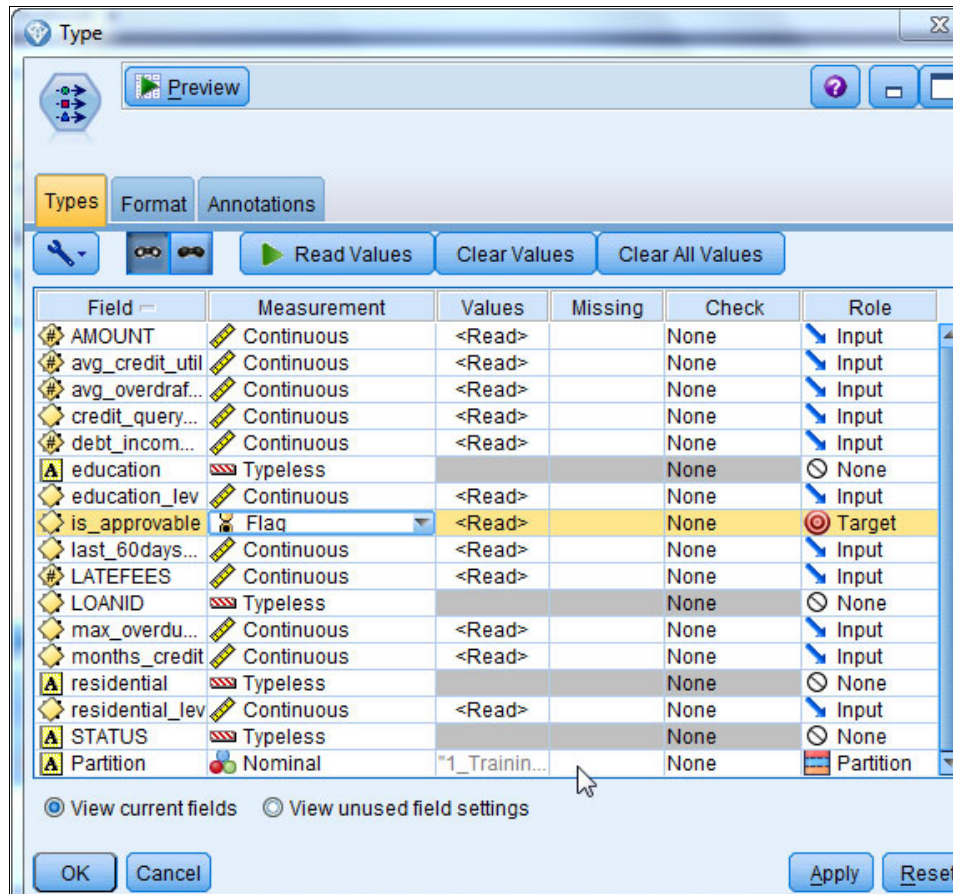 Type
Preview
Types Format Annotations
Read Values Clear Values Clear All Values
Field Measurement Values Missing Check Role
AMOUNT Continuous <Read> None Input
avg_credit_util Continuous <Read> None Input
avg_overdraf... Continuous <Read> None Input
credit_query... Continuous <Read> None Input
debt_incom... Continuous <Read> None Input
A education Typeless None None
education_lev Continuous <Read> None Input
is_approvable Flag <Read> None Target
last_60days... Continuous <Read> None Input
LATEFEES Continuous <Read> None Input
LOANID Typeless None None
max_overdu... Continuous <Read> None Input
months_credit Continuous <Read> None Input
A residential Typeless None None
residential_lev Continuous <Read> None Input
A STATUS Typeless None None
A Partition Nominal "1_Trainin... None Partition
View current fields View unused field settings
OK Cancel Apply Reset